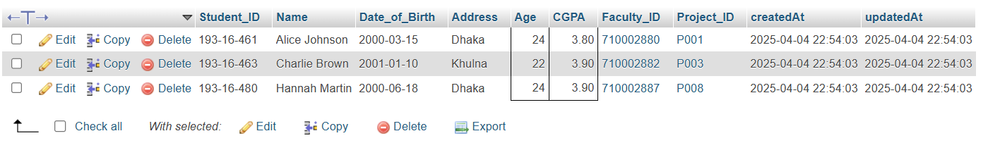 Student_ID Name Date_of_Birth Address Age CGPA Faculty_ID Project_ID createdAt updatedAt
Edit Copy Delete 193-16-461 Alice Johnson 2000-03-15 Dhaka 24 3.80 710002880 P001 2025-04-04 22:54:03 2025-04-04 22:54:03
Edit Copy Delete 193-16-463 Charlie Brown 2001-01-10 Khulna 22 3.90 710002882 P003 2025-04-04 22:54:03 2025-04-04 22:54:03
Edit Copy Delete 193-16-480 Hannah Martin 2000-06-18 Dhaka 24 3.90 710002887 P008 2025-04-04 22:54:03 2025-04-04 22:54:03
Check all With selected: Edit Copy Delete Export